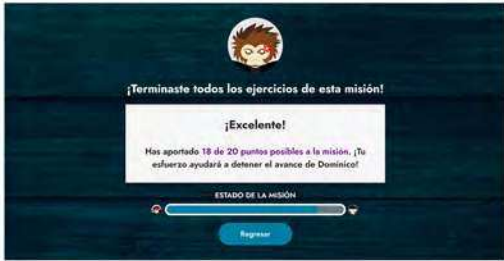 ¡Terminaste todos los ejercicios de esta misión!
¡Excelente!
Has aportado 18 de 20 puntos posibles a la misión. ¡Tu
esfuerzo ayudará a detener el avance de Domínico!
ESTADO DE LA MISIÓN
Regresar